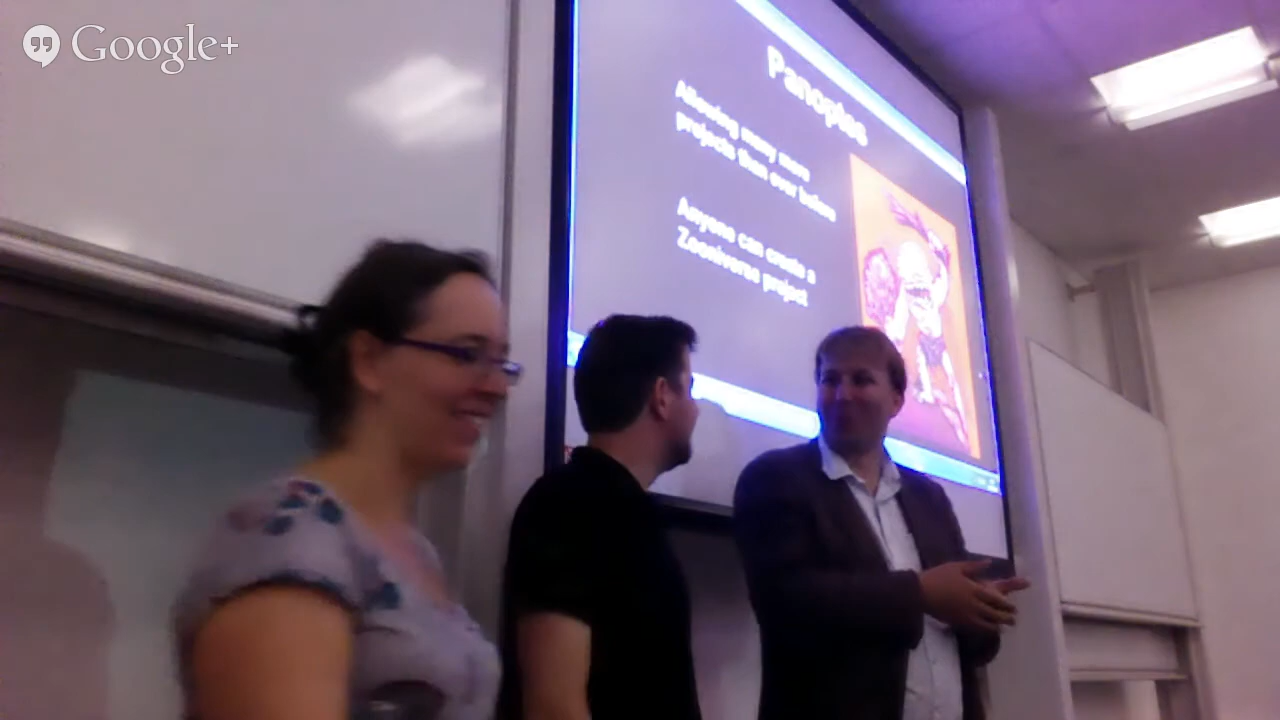 Google+
Panoptes
Allowing many more
projects than ever before
Anyone can create a
Zooniverse project